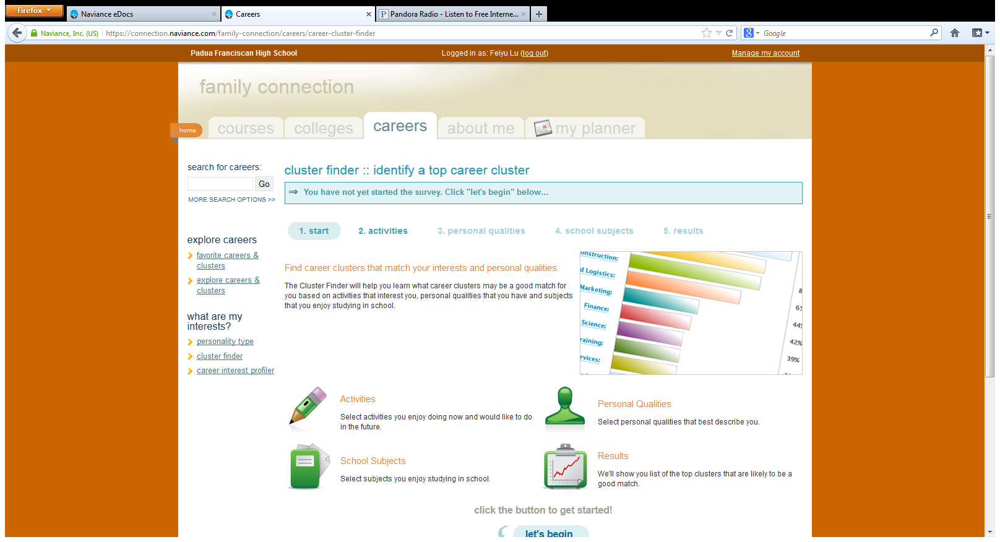 Firefox
Naviance eDocs
Careers
Pandora Radio - Listen to Free Interne...
Naviance, Inc. (US)
https://connection.naviance.com/family-connection/careers/career-cluster-finder
Google
Padua Franciscan High School
Logged in as: Feiyu Lu (log out)
Manage my account
family connection
home
courses
colleges
careers
about me
my planner
search for careers:
Go
MORE SEARCH OPTIONS >>
explore careers
favorite careers &
clusters
explore careers &
clusters
what are my
interests?
personality type
cluster finder
career interest profiler
cluster finder :: identify a top career cluster
You have not yet started the survey. Click "let's begin" below...
1. start
2. activities
3. personal qualities
4. school subjects
5. results
Find career clusters that match your interests and personal qualities.
The Cluster Finder will help you learn what career clusters may be a good match for
you based on activities that interest you, personal qualities that you have and subjects
that you enjoy studying in school.
onstruction:
d Logistics:
Marketing:
Finance:
Science:
raining:
rvices:
44%
42%
39%
Activities
Select activities you enjoy doing now and would like to do
in the future.
Personal Qualities
Select personal qualities that best describe you.
School Subjects
Select subjects you enjoy studying in school.
Results
We'll show you list of the top clusters that are likely to be a
good match.
click the button to get started!
let's begin